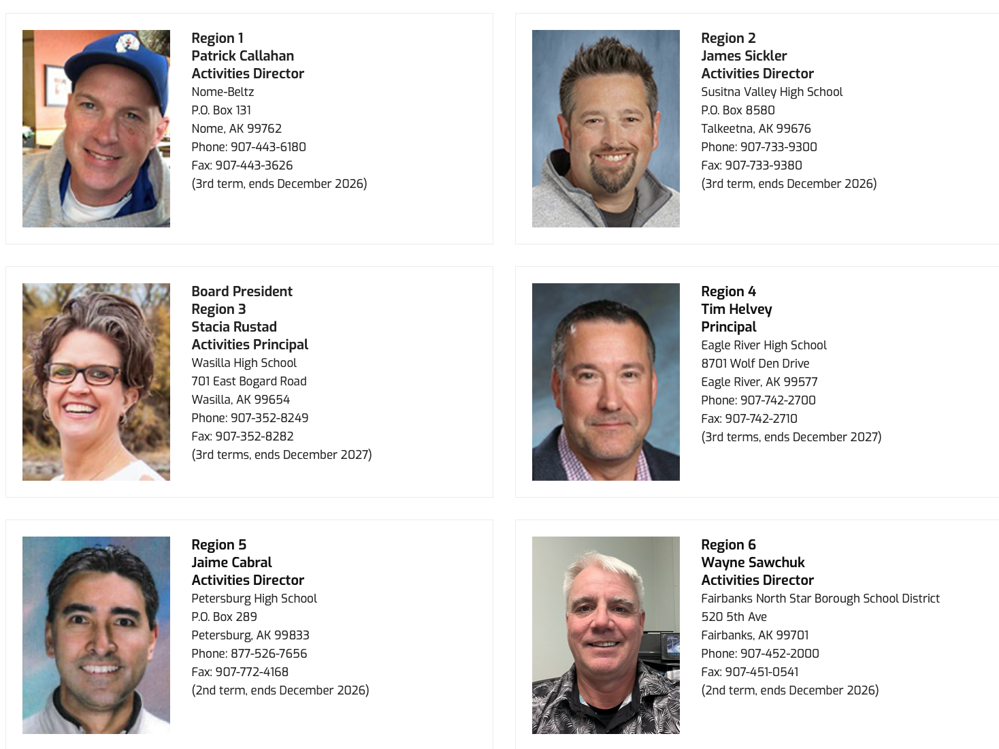 Region 1
Patrick Callahan
Activities Director
Nome-Beltz
P.O. Box 131
Nome, AK 99762
Phone: 907-443-6180
Fax: 907-443-3626
(3rd term, ends December 2026)
Region 2
James Sickler
Activities Director
Susitna Valley High School
P.O. Box 8580
Talkeetna, AK 99676
Phone: 907-733-9300
Fax: 907-733-9380
(3rd term, ends December 2026)
Board President
Region 3
Stacia Rustad
Activities Principal
Wasilla High School
701 East Bogard Road
Wasilla, AK 99654
Phone: 907-352-8249
Fax: 907-352-8282
(3rd terms, ends December 2027)
Region 4
Tim Helvey
Principal
Eagle River High School
8701 Wolf Den Drive
Eagle River, AK 99577
Phone: 907-742-2700
Fax: 907-742-2710
(3rd terms, ends December 2027)
Region 5
Jaime Cabral
Activities Director
Petersburg High School
P.O. Box 289
Petersburg, AK 99833
Phone: 877-526-7656
Fax: 907-772-4168
(2nd term, ends December 2026)
Region 6
Wayne Sawchuk
Activities Director
Fairbanks North Star Borough School District
520 5th Ave
Fairbanks, AK 99701
Phone: 907-452-2000
Fax: 907-451-0541
(2nd term, ends December 2026)